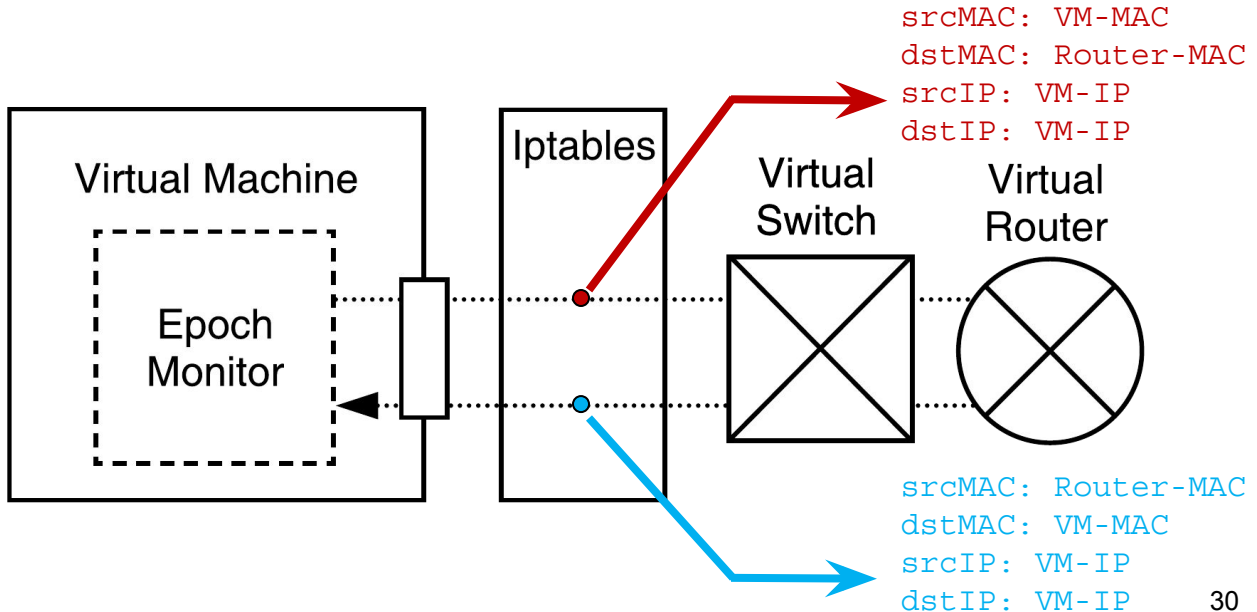 srcMAC: VM-MAC
dstMAC: Router-MAC
srcIP: VM-IP
dstIP: VM-IP
Iptables
Virtual Machine
Virtual
Switch
Virtual
Router
Epoch
Monitor
srcMAC: Router-MAC
dstMAC: VM-MAC
srcIP: VM-IP
dstIP: VM-IP
30